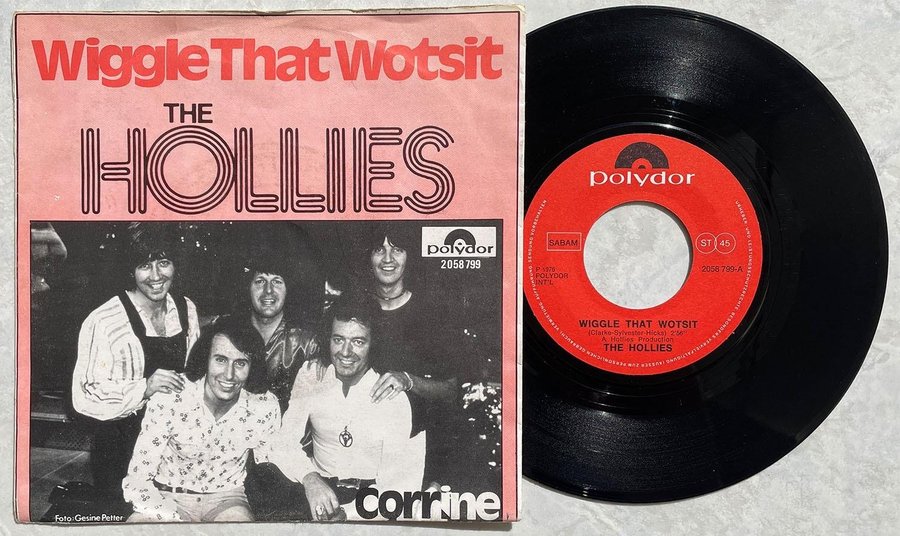 Wiggle That Wotsit
THE
HOLLIES
polydor
2058 799
Corrine
Foto: Gesine Petter
polydor
SABAM
ST 45
P 1976
POLYDOR
INT'L
2058 799-A
WIGGLE THAT WOTSIT
(Clarke-Sylvester-Hicks) 2'56"
A. Hollies Production
THE HOLLIES